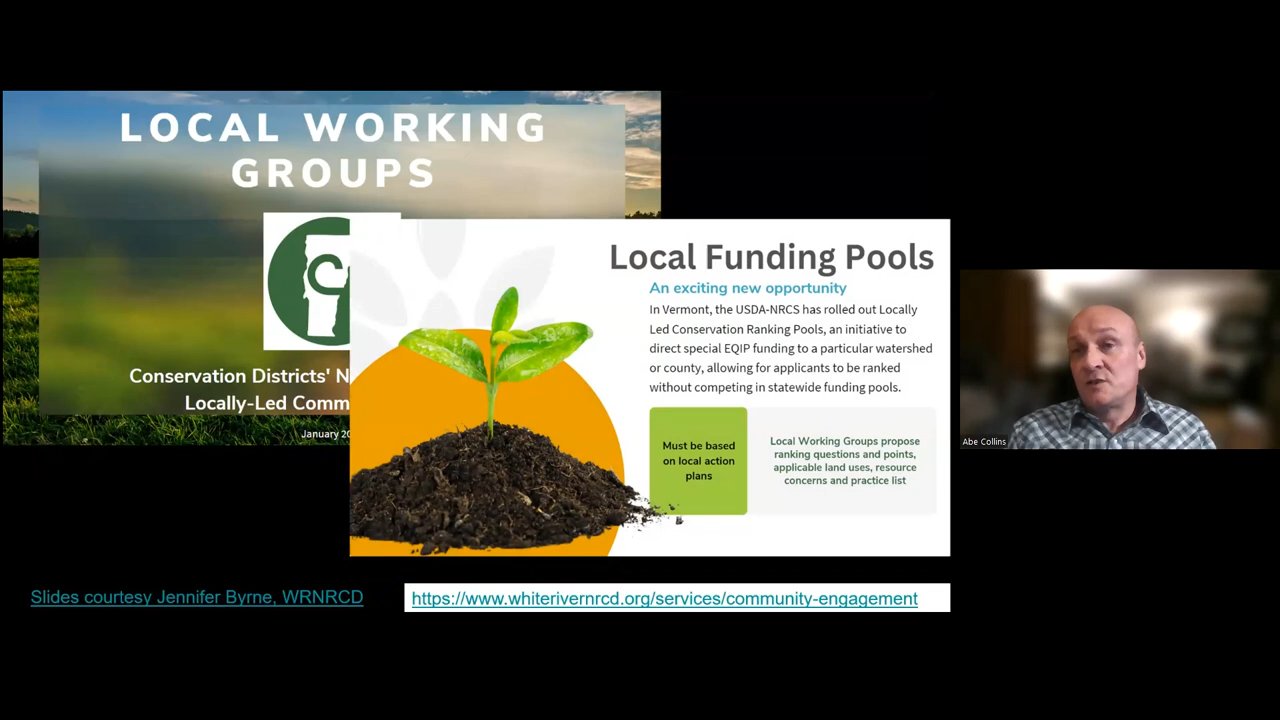 LOCAL WORKING
GROUPS
C
Conservation Districts' N
Locally-Led Comm
January 20
Local Funding Pools
An exciting new opportunity
In Vermont, the USDA-NRCS has rolled out Locally
Led Conservation Ranking Pools, an initiative to
direct special EQIP funding to a particular watershed
or county, allowing for applicants to be ranked
without competing in statewide funding pools.
Must be based
on local action
plans
Local Working Groups propose
ranking questions and points,
applicable land uses, resource
concerns and practice list
Abe Collins
Slides courtesy Jennifer Byrne, WRNRCD
https://www.whiterivernrcd.org/services/community-engagement